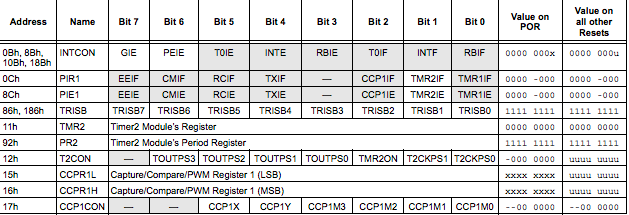 Address Name Bit 7 Bit 6 Bit 5 Bit 4 Bit 3 Bit 2 Bit 1 Bit 0 Value on POR Value on all other Resets
0Bh, 8Bh, 10Bh, 18Bh INTCON GIE PEIE T0IE INTE RBIE T0IF INTF RBIF 0000 000x 0000 000u
0Ch PIR1 EEIF CMIF RCIF TXIF — CCP1IF TMR2IF TMR1IF 0000 -000 0000 -000
8Ch PIE1 EEIE CMIE RCIE TXIE — CCP1IE TMR2IE TMR1IE 0000 -000 0000 -000
86h, 186h TRISB TRISB7 TRISB6 TRISB5 TRISB4 TRISB3 TRISB2 TRISB1 TRISB0 1111 1111 1111 1111
11h TMR2 Timer2 Module's Register 0000 0000 0000 0000
92h PR2 Timer2 Module's Period Register 1111 1111 1111 1111
12h T2CON — TOUTPS3 TOUTPS2 TOUTPS1 TOUTPS0 TMR2ON T2CKPS1 T2CKPS0 -000 0000 uuuu uuuu
15h CCPR1L Capture/Compare/PWM Register 1 (LSB) xxxx xxxx uuuu uuuu
16h CCPR1H Capture/Compare/PWM Register 1 (MSB) xxxx xxxx uuuu uuuu
17h CCP1CON — — CCP1X CCP1Y CCP1M3 CCP1M2 CCP1M1 CCP1M0 --00 0000 --00 0000